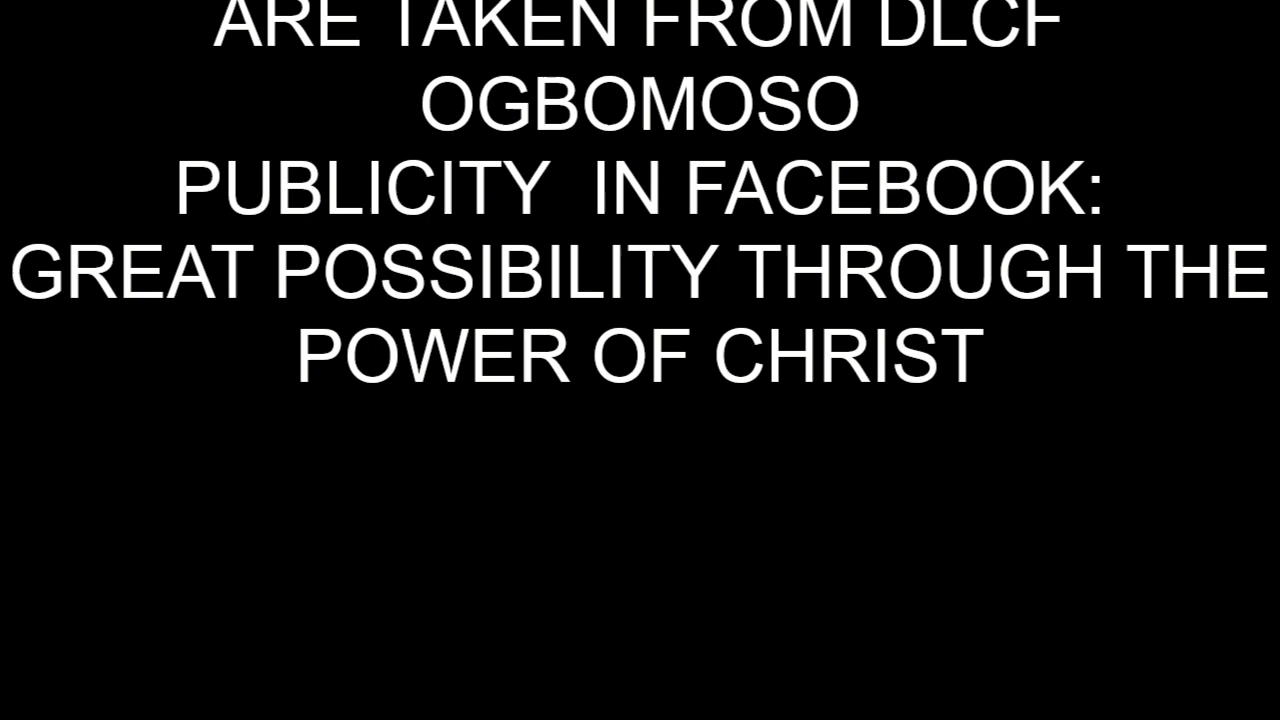 ARE TAKEN FROM DLCF
OGBOMOSO
PUBLICITY  IN FACEBOOK:
GREAT POSSIBILITY THROUGH THE
POWER OF CHRIST